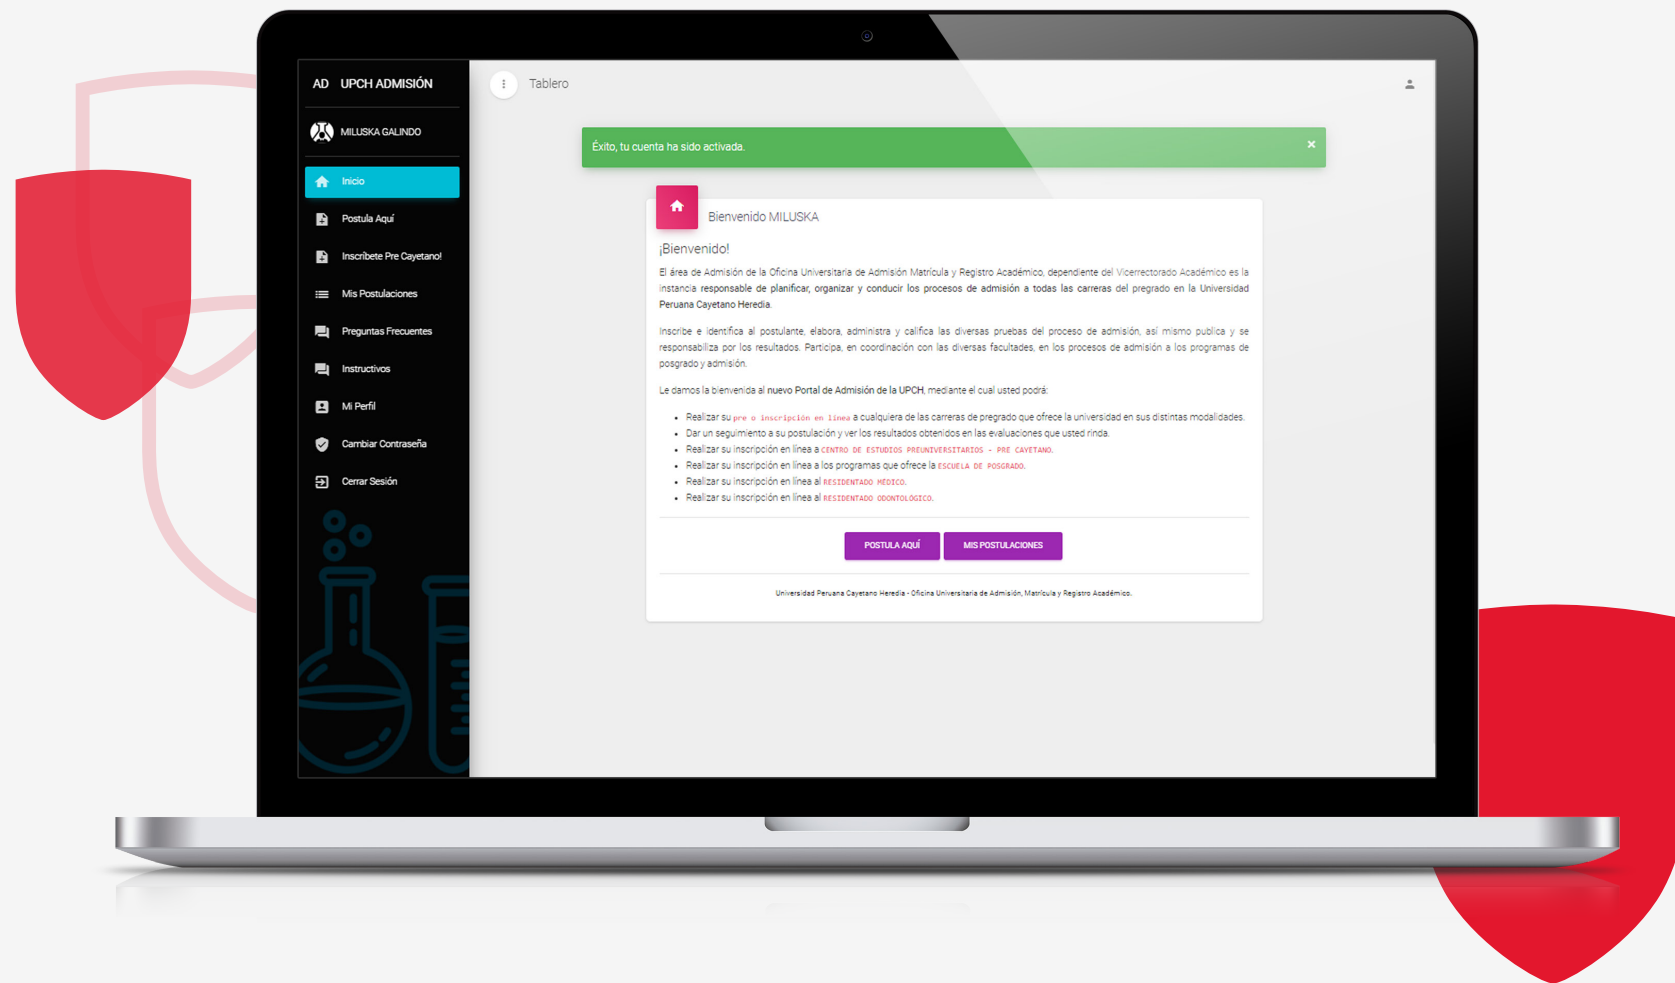 AD UPCH ADMISIÓN
MILUSKA GALINDO
Inicio
Postula Aquí
Inscríbete Pre Cayetano!
Mis Postulaciones
Preguntas Frecuentes
Instructivos
Mi Perfil
Cambiar Contraseña
Cerrar Sesión
Tablero
Éxito, tu cuenta ha sido activada.
×
Bienvenido MILUSKA
¡Bienvenido!
El área de Admisión de la Oficina Universitaria de Admisión Matrícula y Registro Académico, dependiente del Vicerrectorado Académico es la
instancia responsable de planificar, organizar y conducir los procesos de admisión a todas las carreras del pregrado en la Universidad
Peruana Cayetano Heredia.
Inscribe e identifica al postulante, elabora, administra y califica las diversas pruebas del proceso de admisión, así mismo publica y se
responsabiliza por los resultados. Participa, en coordinación con las diversas facultades, en los procesos de admisión a los programas de
posgrado y admisión.
Le damos la bienvenida al nuevo Portal de Admisión de la UPCH, mediante el cual usted podrá:
• Realizar su pre o inscripción en línea a cualquiera de las carreras de pregrado que ofrece la universidad en sus distintas modalidades.
• Dar un seguimiento a su postulación y ver los resultados obtenidos en las evaluaciones que usted rinda.
• Realizar su inscripción en línea a CENTRO DE ESTUDIOS PREUNIVERSITARIOS - PRE CAYETANO.
• Realizar su inscripción en línea a los programas que ofrece la ESCUELA DE POSGRADO.
• Realizar su inscripción en línea al RESIDENTADO MÉDICO.
• Realizar su inscripción en línea al RESIDENTADO ODONTOLÓGICO.
POSTULA AQUÍ MIS POSTULACIONES
Universidad Peruana Cayetano Heredia - Oficina Universitaria de Admisión, Matrícula y Registro Académico.